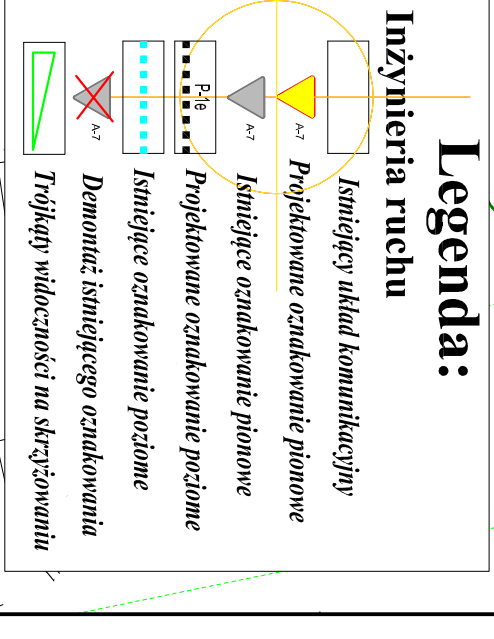 Legenda:
Inżynieria ruchu
Istniejący układ komunikacyjny
A-7 Projektowane oznakowanie pionowe
A-7 Istniejące oznakowanie pionowe
P-1e Projektowane oznakowanie poziome
Istniejące oznakowanie poziome
A-7 Demontaż istniejącego oznakowania
Trójkąty widoczności na skrzyżowaniu